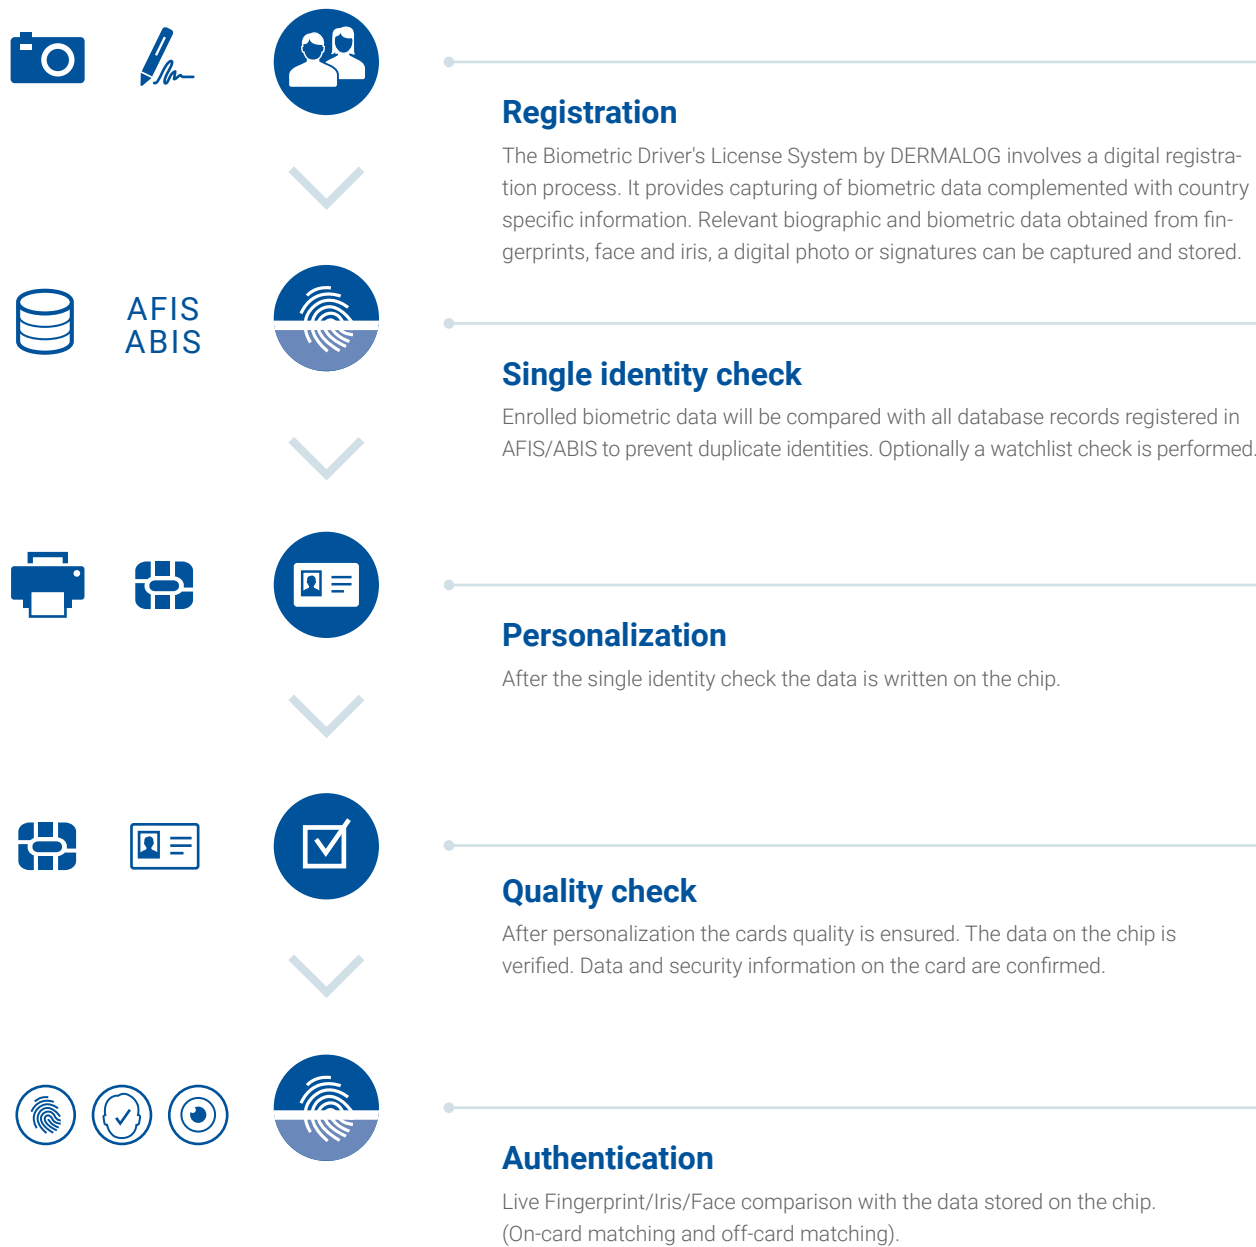 Registration
The Biometric Driver's License System by DERMALOG involves a digital registra-
tion process. It provides capturing of biometric data complemented with country
specific information. Relevant biographic and biometric data obtained from fin-
gerprints, face and iris, a digital photo or signatures can be captured and stored.
AFIS
ABIS
Single identity check
Enrolled biometric data will be compared with all database records registered in
AFIS/ABIS to prevent duplicate identities. Optionally a watchlist check is performed.
Personalization
After the single identity check the data is written on the chip.
Quality check
After personalization the cards quality is ensured. The data on the chip is
verified. Data and security information on the card are confirmed.
Authentication
Live Fingerprint/Iris/Face comparison with the data stored on the chip.
(On-card matching and off-card matching).